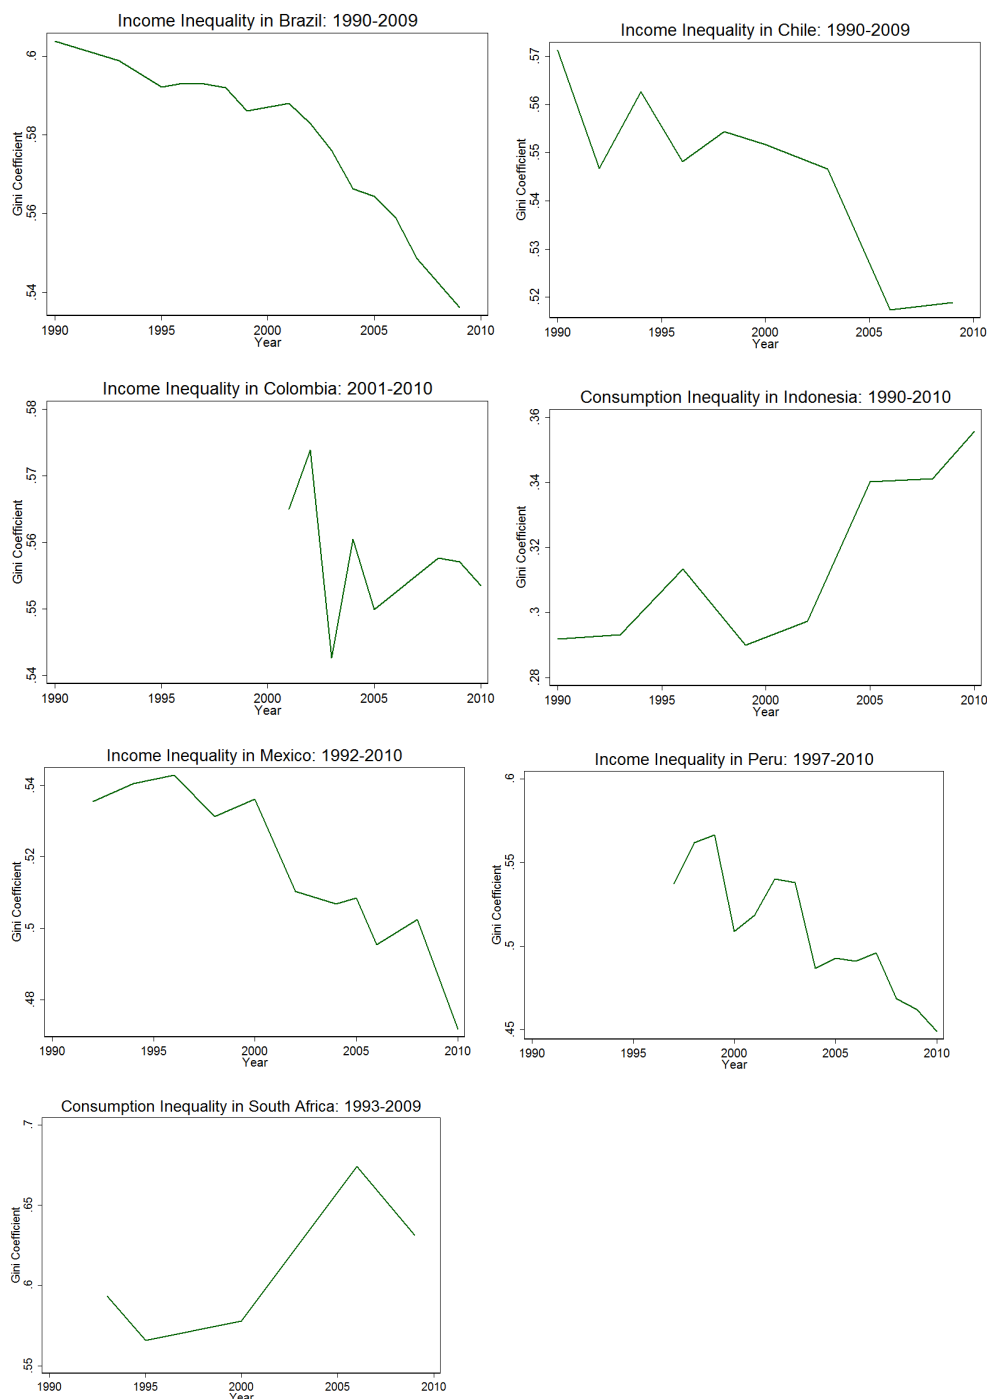 Income Inequality in Brazil: 1990-2009
Gini Coefficient
.6
.58
.56
.54
1990 1995 2000 2005 2010
Year
Income Inequality in Chile: 1990-2009
Gini Coefficient
.57
.56
.55
.54
.53
.52
1990 1995 2000 2005 2010
Year
Income Inequality in Colombia: 2001-2010
Gini Coefficient
.58
.57
.56
.55
.54
1990 1995 2000 2005 2010
Year
Consumption Inequality in Indonesia: 1990-2010
Gini Coefficient
.36
.34
.32
.3
.28
1990 1995 2000 2005 2010
Year
Income Inequality in Mexico: 1992-2010
Gini Coefficient
.54
.52
.5
.48
1990 1995 2000 2005 2010
Year
Income Inequality in Peru: 1997-2010
Gini Coefficient
.6
.55
.5
.45
1990 1995 2000 2005 2010
Year
Consumption Inequality in South Africa: 1993-2009
Gini Coefficient
.7
.65
.6
.55
1990 1995 2000 2005 2010
Year